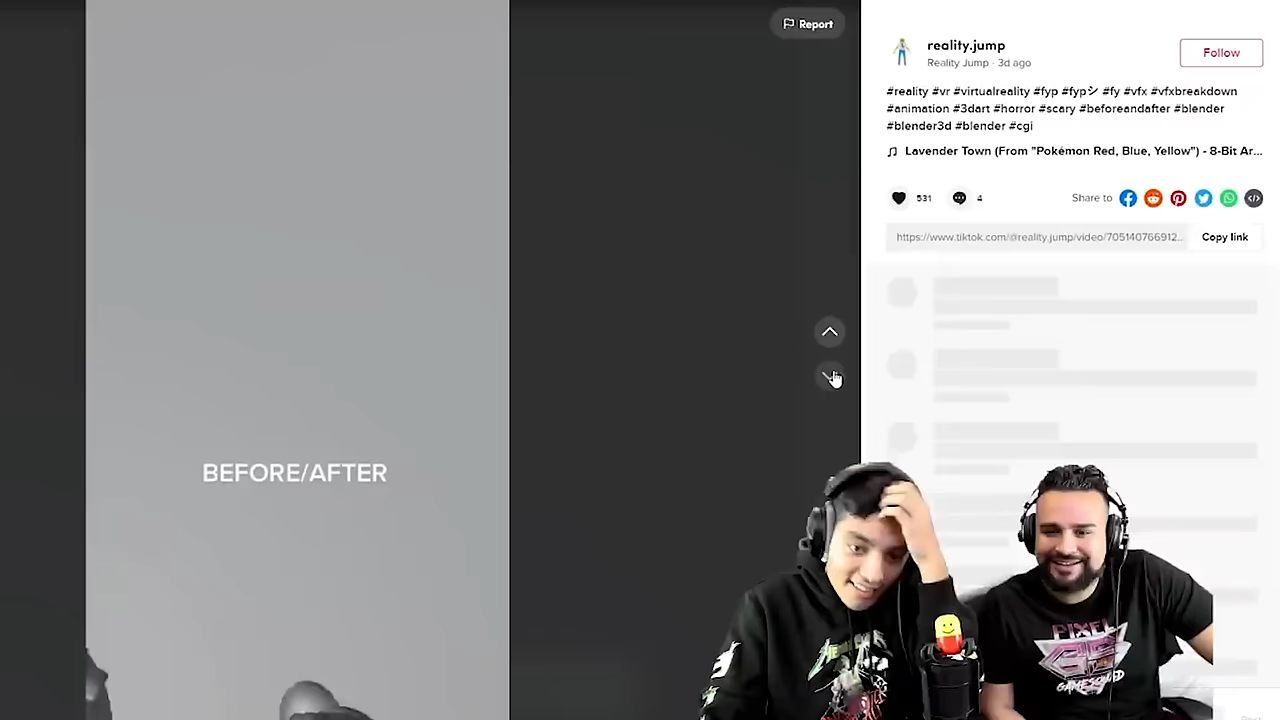 Report
BEFORE/AFTER
reality.jump
Reality Jump · 3d ago
Follow
#reality #vr #virtualreality #fyp #fypシ #fy #vfx #vfxbreakdown
#animation #3dart #horror #scary #beforeandafter #blender
#blender3d #blender #cgi
Lavender Town (From "Pokémon Red, Blue, Yellow") - 8-Bit Ar...
531
4
Share to
https://www.tiktok.com/@reality.jump/video/705140766912...
Copy link
PIXEL
GAMESQUAD